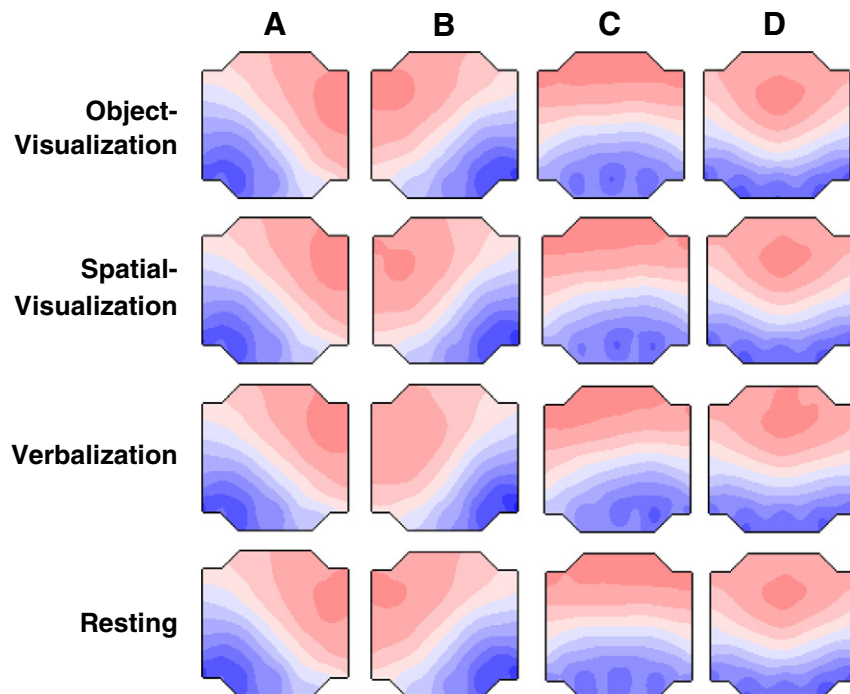 A B C D
Object-
Visualization
Spatial-
Visualization
Verbalization
Resting